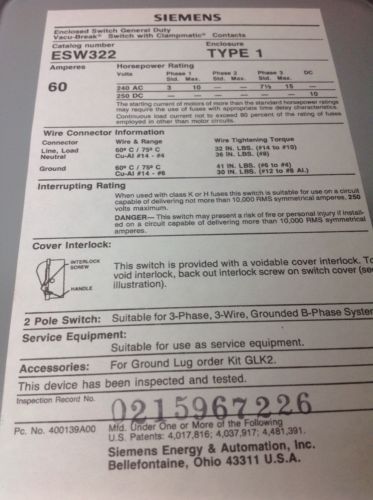 SIEMENS
Enclosed Switch General Duty
Vacu-Break® Switch with Clampmatic® Contacts
Catalog number Enclosure
ESW322 TYPE 1
Amperes Horsepower Rating
Volts Phase 1 Phase 2 Phase 3 DC
Std. Max. Std. Max. Std. Max.
60 240 AC 3 10 — — 7½ 15 —
250 DC — — — — — — 10
The starting current of motors of more than the standard horsepower ratings
may require the use of fuses with appropriate time delay characteristics.
Continuous load current not to exceed 80 percent of the rating of fuses
employed in other than motor circuits.
Wire Connector Information
Connector Wire & Range Wire Tightening Torque
Line, Load 60° C / 75° C 32 IN. LBS. (#14 to #10)
Neutral Cu-Al #14 - #4 36 IN. LBS. (#8)
Ground 60° C / 75° C 41 IN. LBS. (#6 to #4)
Cu-Al #14 - #6 30 IN. LBS. (#12 to #8 AL.)
Interrupting Rating
When used with class K or H fuses this switch is suitable for use on a circuit
capable of delivering not more than 10,000 RMS symmetrical amperes, 250
volts maximum.
DANGER— This switch may present a risk of fire or personal injury if install-
ed on a circuit capable of delivering more than 10,000 RMS symmetrical
amperes.
Cover Interlock:
INTERLOCK
SCREW
HANDLE
This switch is provided with a voidable cover interlock. To
void interlock, back out interlock screw on switch cover (see
illustration).
2 Pole Switch: Suitable for 3-Phase, 3-Wire, Grounded B-Phase System
Service Equipment:
Suitable for use as service equipment.
Accessories: For Ground Lug order Kit GLK2.
This device has been inspected and tested.
Inspection Record No.
0215967226
Pc. No. 400139A00 Mfd. Under One or More of the Following
U.S. Patents: 4,017,816; 4,037,917; 4,481,391.
Siemens Energy & Automation, Inc.
Bellefontaine, Ohio 43311 U.S.A.